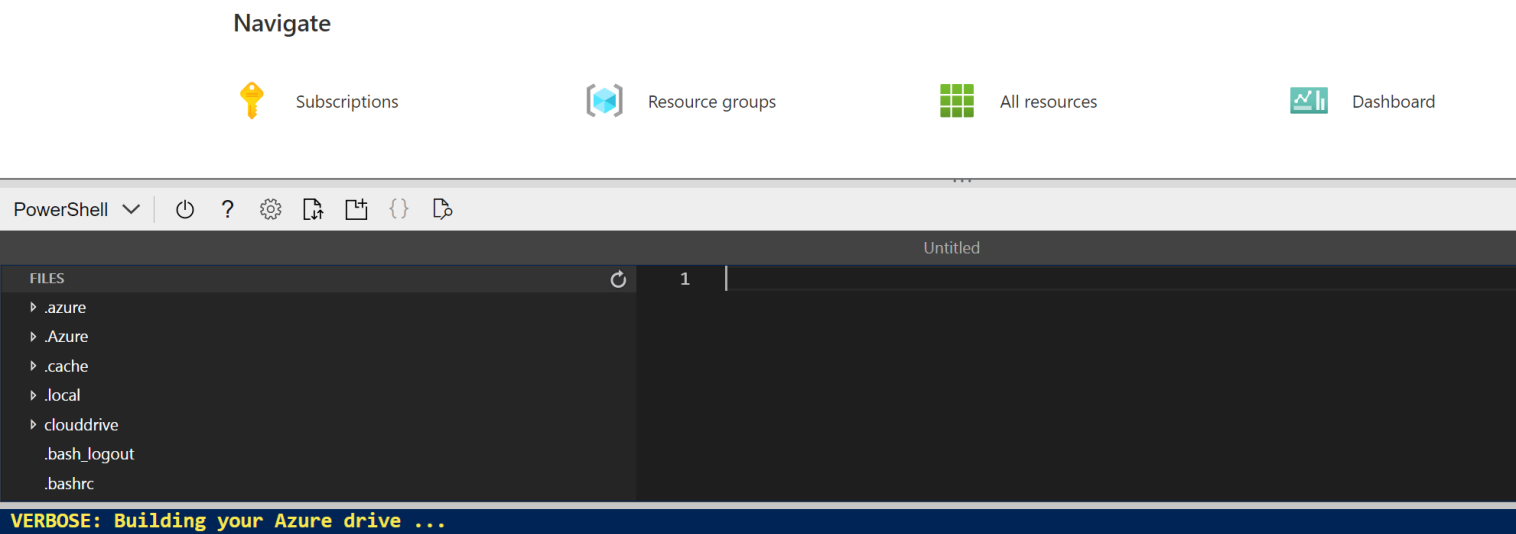 Navigate
Subscriptions Resource groups All resources Dashboard
PowerShell ? {}
Untitled
FILES 1
.azure
.Azure
.cache
.local
clouddrive
.bash_logout
.bashrc
VERBOSE: Building your Azure drive ...